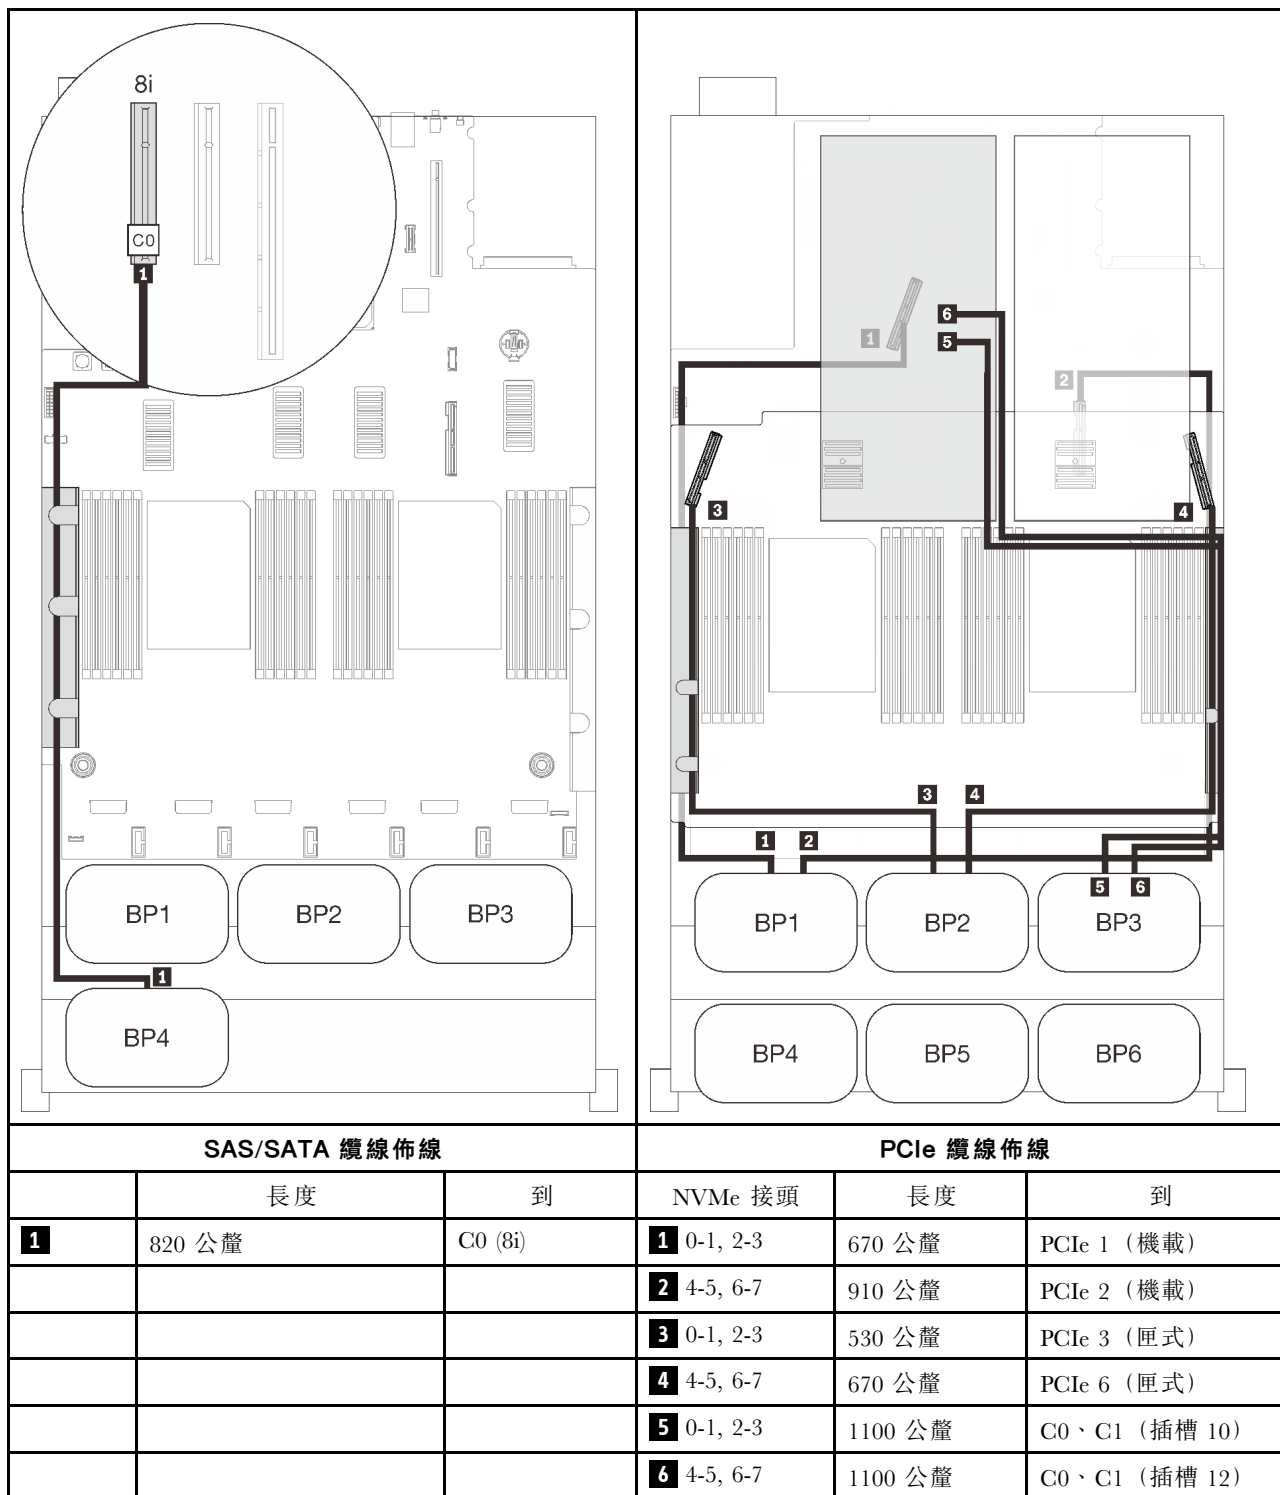 8i
C0
1
1
BP1 BP2 BP3
BP4
6
5
1
2
3
4
3 4
1 2
5 6
BP1 BP2 BP3
BP4 BP5 BP6
SAS/SATA 纜線佈線 PCIe 纜線佈線
長度 到 NVMe 接頭 長度 到
1 820 公釐 C0 (8i) 1 0-1, 2-3 670 公釐 PCIe 1（機載）
2 4-5, 6-7 910 公釐 PCIe 2（機載）
3 0-1, 2-3 530 公釐 PCIe 3（匣式）
4 4-5, 6-7 670 公釐 PCIe 6（匣式）
5 0-1, 2-3 1100 公釐 C0、C1（插槽 10）
6 4-5, 6-7 1100 公釐 C0、C1（插槽 12）